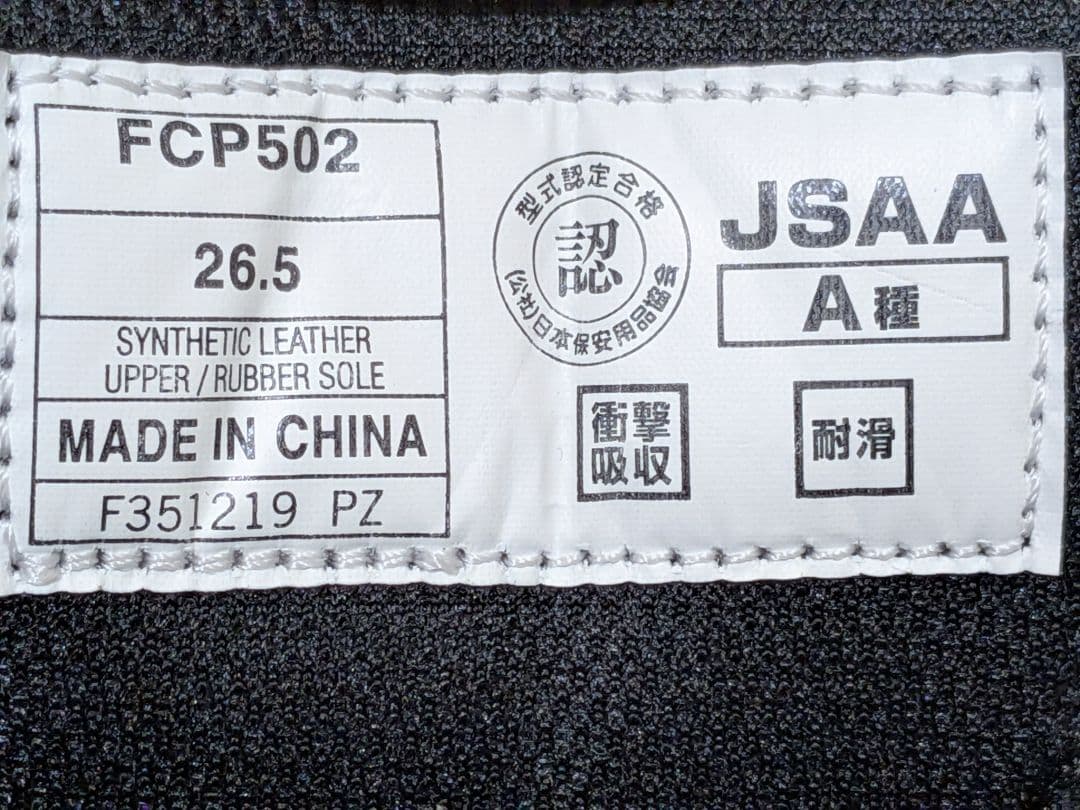 FCP502
26.5
SYNTHETIC LEATHER
UPPER / RUBBER SOLE
MADE IN CHINA
F351219 PZ
型式認定合格
認
(公社)日本保安用品協会
JSAA
A種
衝撃
吸収
耐滑